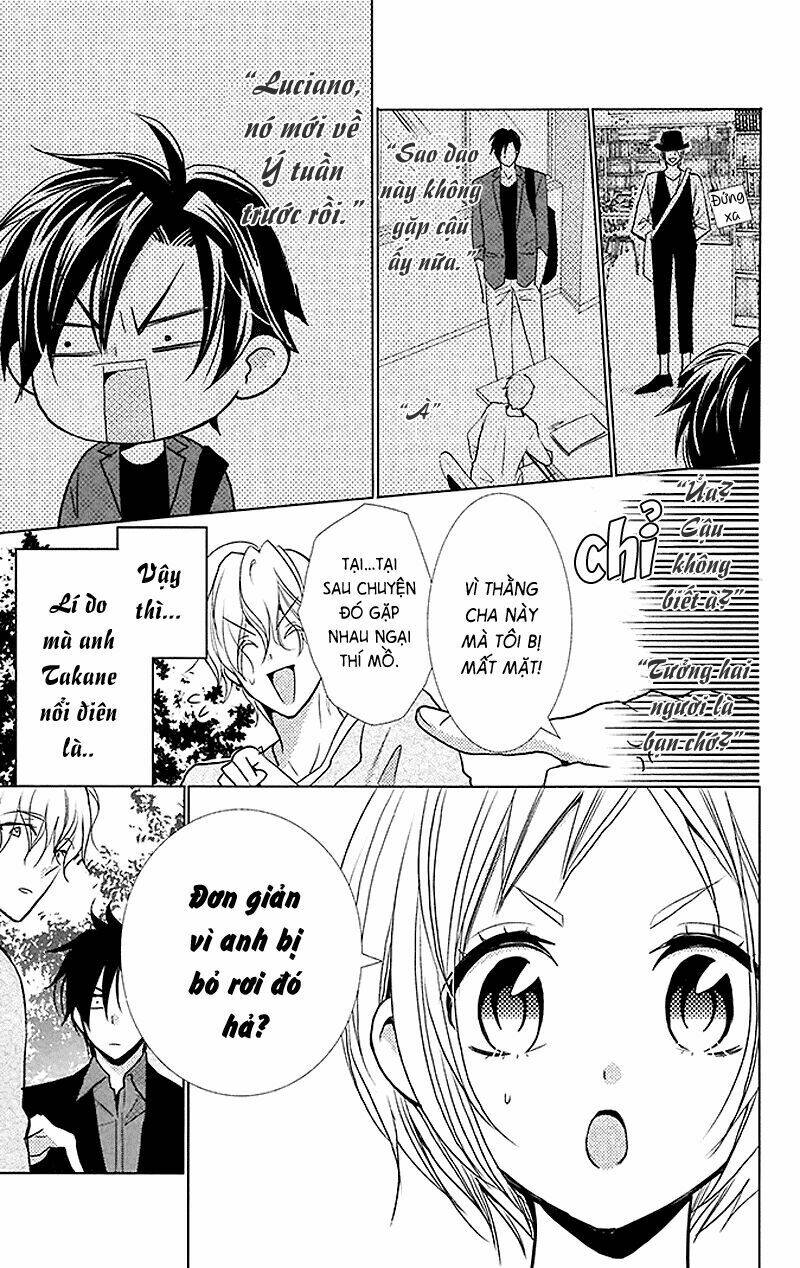 Đứng
xa
"Sao dạo
này không
gặp cậu
ấy nữa."
"À"
"Luciano,
nó mới về
Ý tuần
trước rồi."
"Ủa?
Cậu
không
biết à?"
"Tưởng hai
người là
bạn chớ?"
chỉ
VÌ THẰNG
CHA NÀY
MÀ TÔI BỊ
MẤT MẶT!
TẠI...TẠI
SAU CHUYỆN
ĐÓ GẶP
NHAU NGẠI
THÍ MỒ.
Vậy
thì...
Lí do
mà anh
Takane
nổi điên
là..
Đơn giản
vì anh bị
bỏ rơi đó
hả?